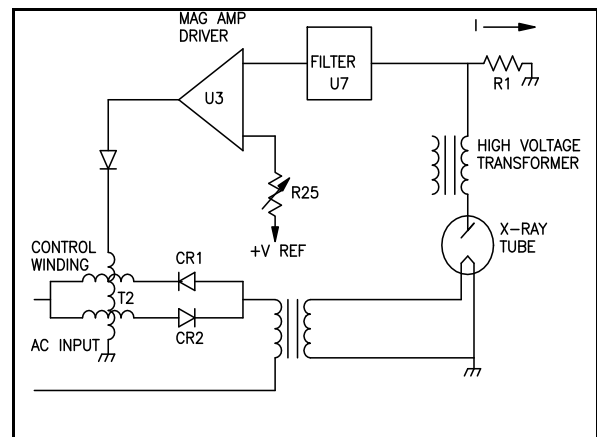 MAG AMP
DRIVER
I
FILTER
U7
U3
R1
HIGH VOLTAGE
TRANSFORMER
R25
X-RAY
TUBE
+V REF
CONTROL
WINDING
CR1
T2
CR2
AC INPUT